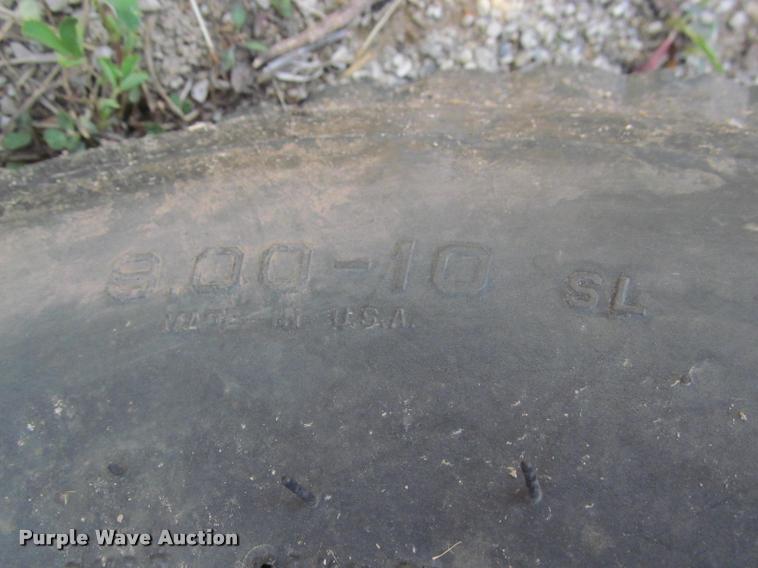 9.00-10 SL
MADE IN U.S.A.
Purple Wave Auction